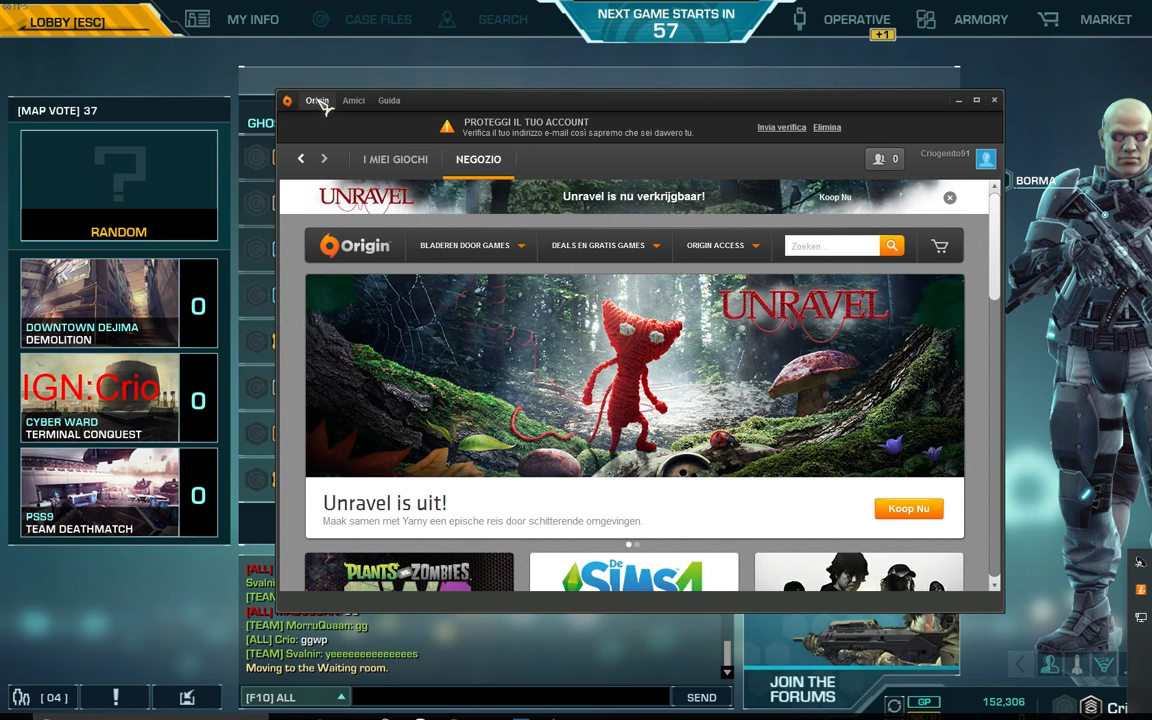 LOBBY [ESC]
MY INFO
CASE FILES
SEARCH
NEXT GAME STARTS IN
57
OPERATIVE
+1
ARMORY
MARKET
[MAP VOTE] 37
RANDOM
DOWNTOWN DEJIMA
DEMOLITION
0
IGN:Crio...
CYBER WARD
TERMINAL CONQUEST
0
PSS9
TEAM DEATHMATCH
0
GHOS
Origin
Amici
Guida
PROTEGGI IL TUO ACCOUNT
Verifica il tuo indirizzo e-mail così sapremo che sei davvero tu.
Invia verifica
Elimina
I MIEI GIOCHI
NEGOZIO
0
Criogenito91
UNRAVEL
Unravel is nu verkrijgbaar!
Koop Nu
Origin
BLADEREN DOOR GAMES
DEALS EN GRATIS GAMES
ORIGIN ACCESS
Zoeken...
UNRAVEL
Unravel is uit!
Maak samen met Yarny een epische reis door schitterende omgevingen.
Koop Nu
PLANTS vs. ZOMBIES
De SIMS 4
BORMA
[ALL]
Svalni
[TEAM
[TEAM] MorruQuaan: gg
[ALL] Crio: ggwp
[TEAM] Svalnir: yeeeeeeeeeeeeees
Moving to the Waiting room.
[ 04 ]
[F10] ALL
SEND
JOIN THE
FORUMS
GP
152,306
Cri